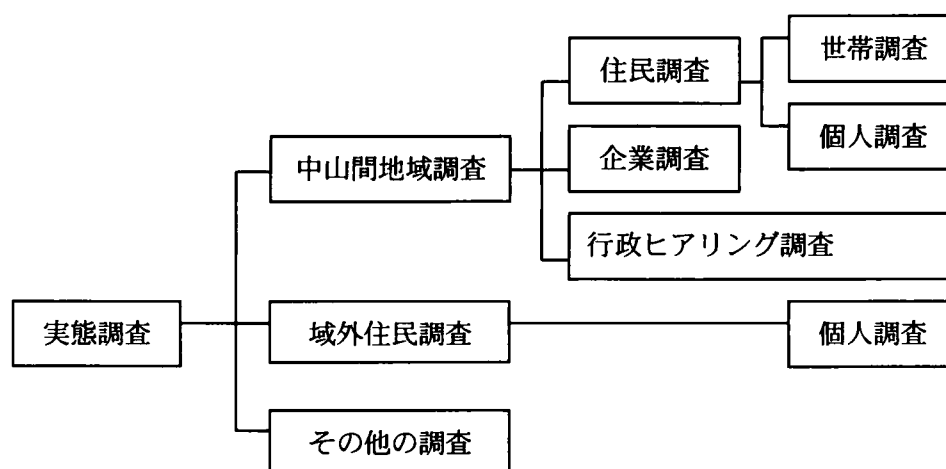 世帯調査
住民調査
個人調査
企業調査
中山間地域調査
行政ヒアリング調査
実態調査
域外住民調査
個人調査
その他の調査